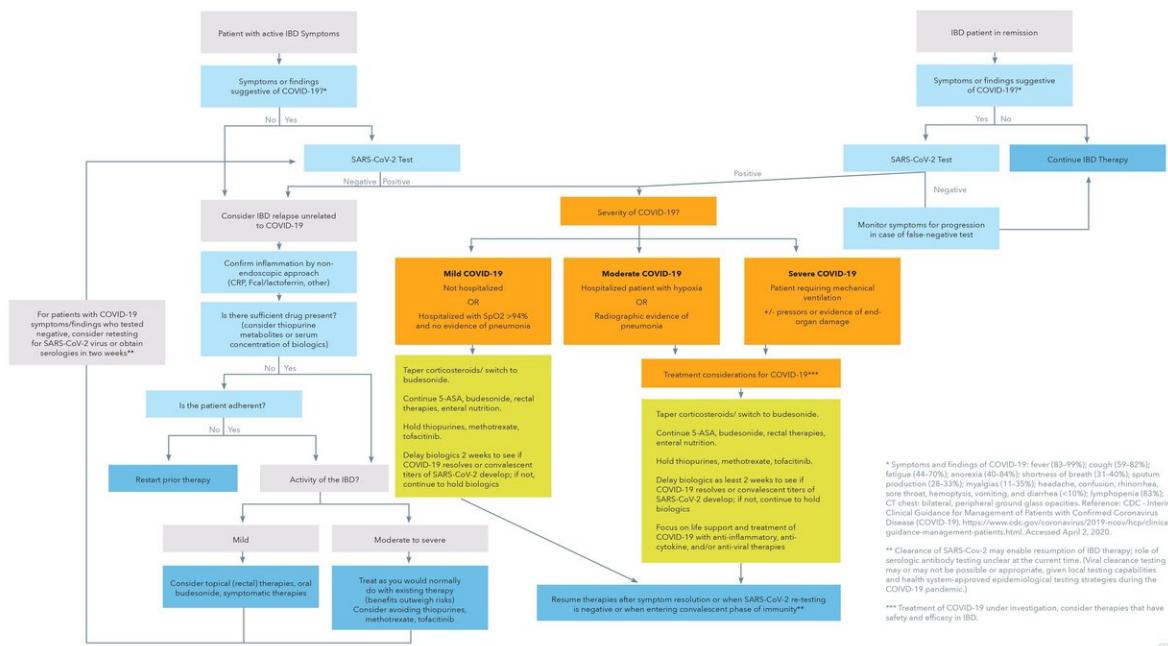 Patient with active IBD Symptoms
IBD patient in remission
Symptoms or findings
suggestive of COVID-19?*
Symptoms or findings suggestive
of COVID-19?*
No
Yes
Yes
No
SARS-CoV-2 Test
SARS-CoV-2 Test
Continue IBD Therapy
Negative
Positive
Positive
Negative
Consider IBD relapse unrelated
to COVID-19
Severity of COVID-19?
Monitor symptoms for progression
in case of false-negative test
Confirm inflammation by non-
endoscopic approach
(CRP, Fcal/lactoferrin, other)
Mild COVID-19
Not hospitalized
OR
Hospitalized with SpO2 >94%
and no evidence of pneumonia
Moderate COVID-19
Hospitalized patient with hypoxia
OR
Radiographic evidence of
pneumonia
Severe COVID-19
Patient requiring mechanical
ventilation
+/- pressors or evidence of end-
organ damage
For patients with COVID-19
symptoms/findings who tested
negative, consider retesting
for SARS-CoV-2 virus or obtain
serologies in two weeks**
Is there sufficient drug present?
(consider thiopurine
metabolites or serum
concentration of biologics)
No
Yes
Is the patient adherent?
No
Yes
Restart prior therapy
Activity of the IBD?
Mild
Moderate to severe
Consider topical (rectal) therapies, oral
budesonide, symptomatic therapies
Treat as you would normally
do with existing therapy
(benefits outweigh risks)
Consider avoiding thiopurines,
methotrexate, tofacitinib
Taper corticosteroids/ switch to
budesonide.
Continue 5-ASA, budesonide, rectal
therapies, enteral nutrition.
Hold thiopurines, methotrexate,
tofacitinib.
Delay biologics 2 weeks to see if
COVID-19 resolves or convalescent
titers of SARS-CoV develop; if not,
continue to hold biologics
Treatment considerations for COVID-19***
Taper corticosteroids/ switch to budesonide.
Continue 5-ASA, budesonide, rectal therapies,
enteral nutrition.
Hold thiopurines, methotrexate, tofacitinib.
Delay biologics as least 2 weeks to see if
COVID-19 resolves or convalescent titers of
SARS-CoV develop; if not, continue to hold
biologics
Focus on life support and treatment of
COVID-19 with anti-inflammatory, anti-
cytokine, and/or anti-viral therapies
Resume therapies after symptom resolution or when SARS-CoV-2 re-testing
is negative or when entering convalescent phase of immunity**
* Symptoms and findings of COVID-19: fever (83-99%); cough (59-82%);
fatigue (44-70%); anorexia (40-84%); shortness of breath (31-40%); sputum
production (28-33%); myalgias (11-35%); headache, confusion, rhinorrhea,
sore throat, hemoptysis, vomiting, and diarrhea (<10%); lymphopenia (83%);
CT chest: bilateral, peripheral ground glass opacities. Reference: CDC - Interi
Clinical Guidance for Management of Patients with Confirmed Coronavirus
Disease (COVID-19). https://www.cdc.gov/coronavirus/2019-ncov/hcp/clinica
guidance-management-patients.html. Accessed April 2, 2020.
** Clearance of SARS-Cov-2 may enable resumption of IBD therapy; role of
serologic antibody testing unclear at the current time. (Viral clearance testing
may or may not be possible or appropriate, given local testing capabilities
and health system-approved epidemiological testing strategies during the
COIVD-19 pandemic.)
*** Treatment of COVID-19 under investigation, consider therapies that have
safety and efficacy in IBD.